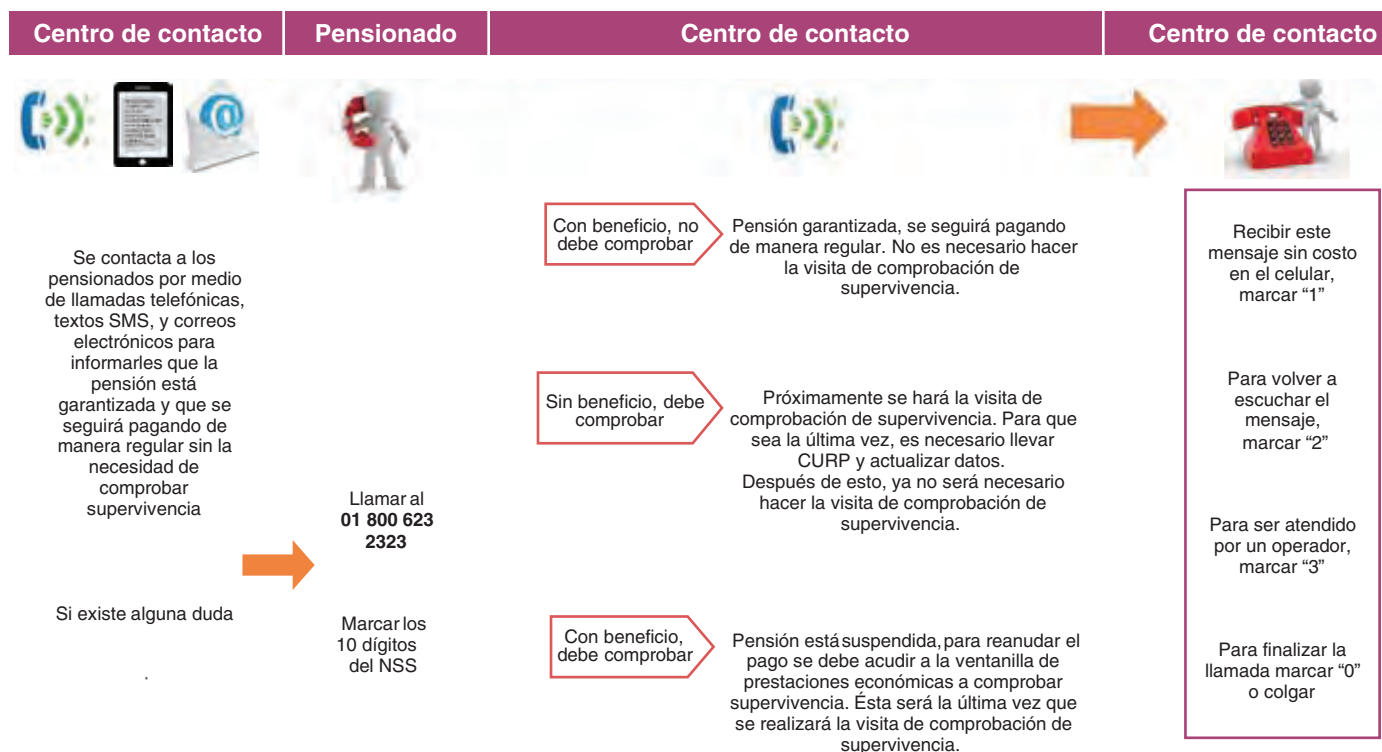 Centro de contacto
Pensionado
Centro de contacto
Centro de contacto
Se contacta a los
pensionados por medio
de llamadas telefónicas,
textos SMS, y correos
electrónicos para
informarles que la
pensión está
garantizada y que se
seguirá pagando de
manera regular sin la
necesidad de
comprobar
supervivencia
Si existe alguna duda
.
Llamar al
01 800 623
2323
Marcar los
10 dígitos
del NSS
Con beneficio, no
debe comprobar
Pensión garantizada, se seguirá pagando
de manera regular. No es necesario hacer
la visita de comprobación de
supervivencia.
Sin beneficio, debe
comprobar
Próximamente se hará la visita de
comprobación de supervivencia. Para que
sea la última vez, es necesario llevar
CURP y actualizar datos.
Después de esto, ya no será necesario
hacer la visita de comprobación de
supervivencia.
Con beneficio,
debe comprobar
Pensión está suspendida, para reanudar el
pago se debe acudir a la ventanilla de
prestaciones económicas a comprobar
supervivencia. Ésta será la última vez que
se realizará la visita de comprobación de
supervivencia.
Recibir este
mensaje sin costo
en el celular,
marcar “1”
Para volver a
escuchar el
mensaje,
marcar “2”
Para ser atendido
por un operador,
marcar “3”
Para finalizar la
llamada marcar “0”
o colgar